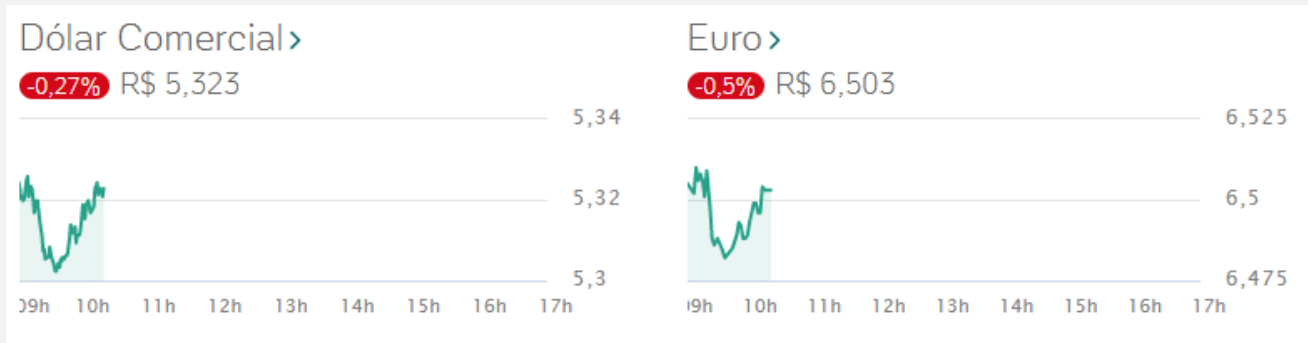 Dólar Comercial >
-0,27% R$ 5,323
5,34
5,32
5,3
09h 10h 11h 12h 13h 14h 15h 16h 17h
Euro >
-0,5% R$ 6,503
6,525
6,5
6,475
09h 10h 11h 12h 13h 14h 15h 16h 17h